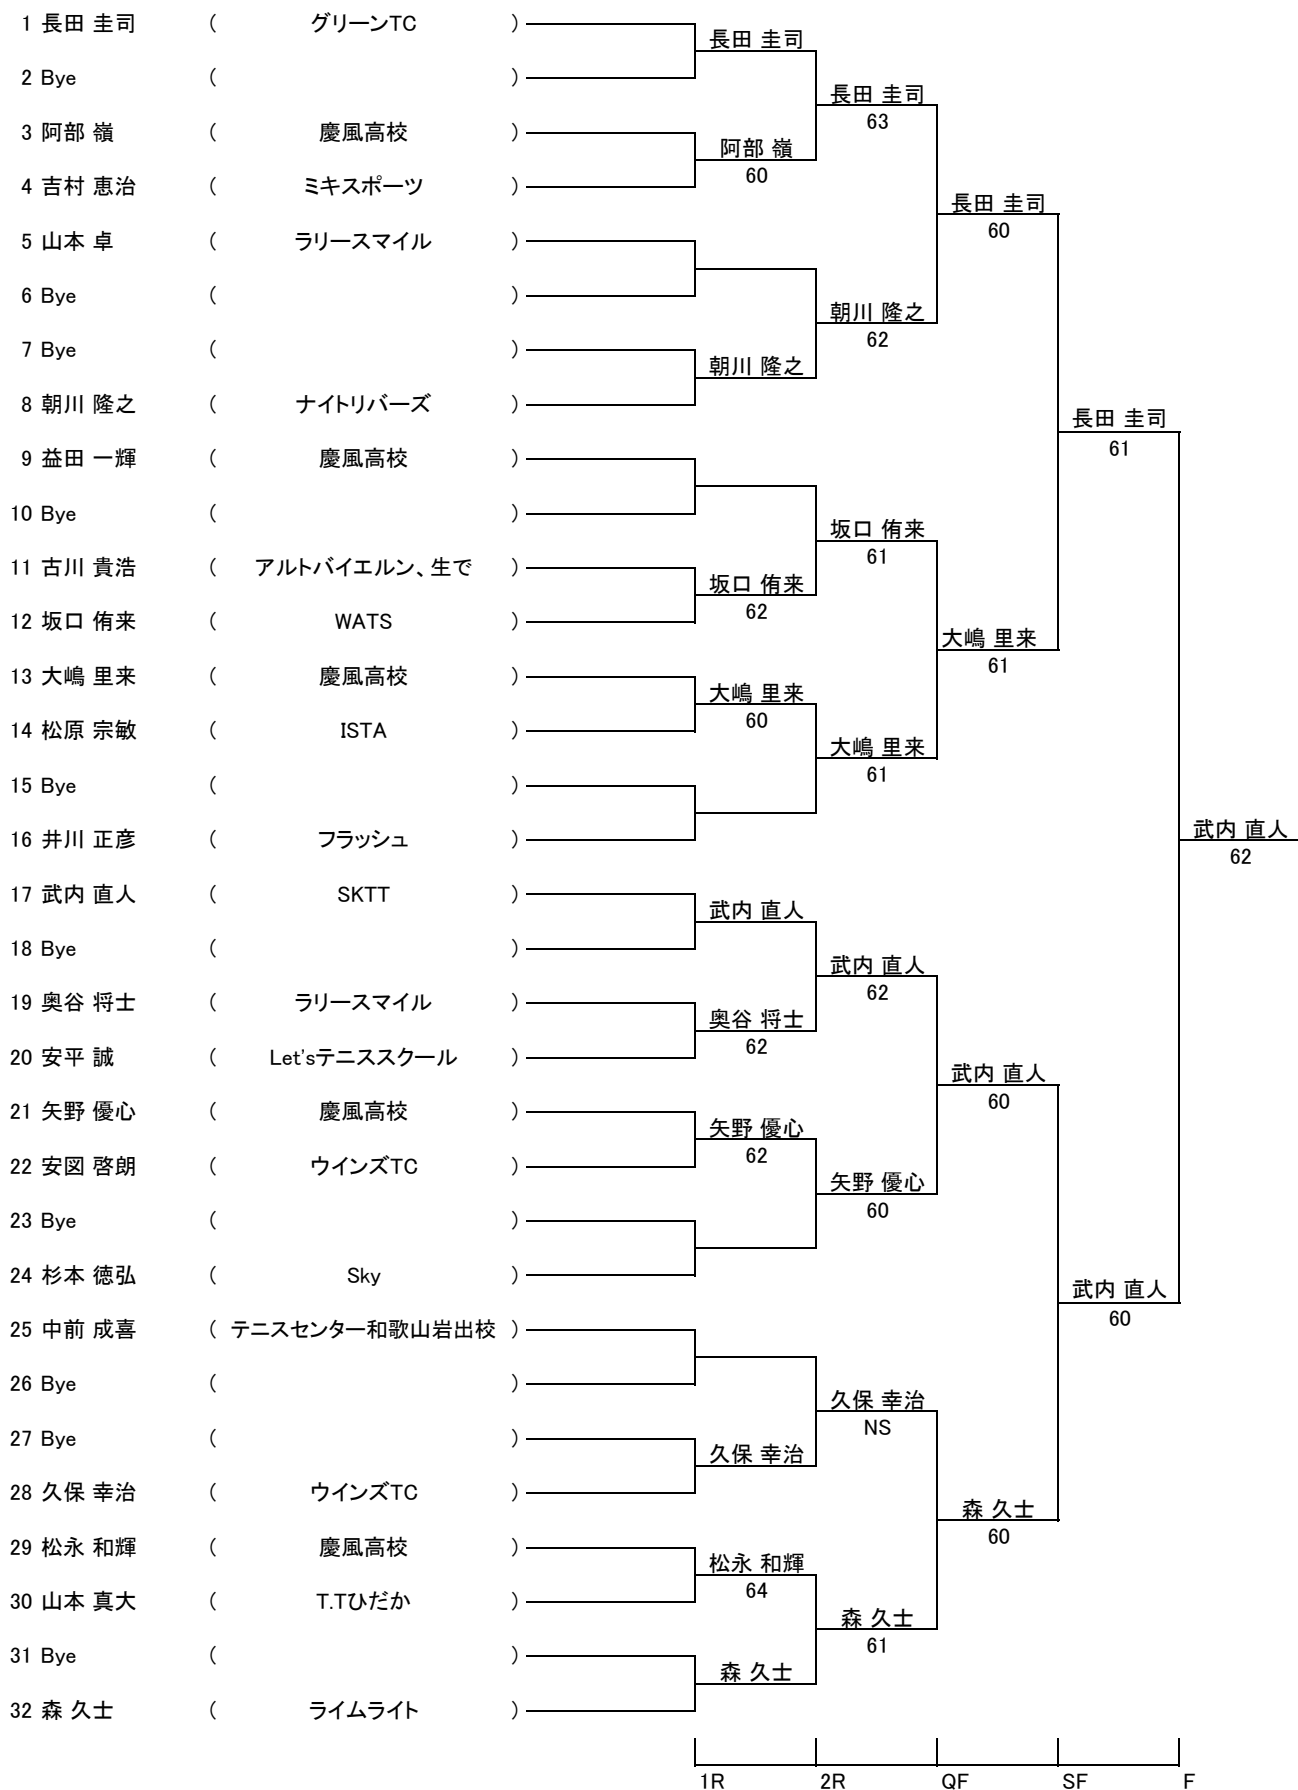 1 長田 圭司 ( グリーンTC )
長田 圭司
2 Bye ( )
長田 圭司
63
3 阿部 嶺 ( 慶風高校 )
阿部 嶺
60
4 吉村 恵治 ( ミキスポーツ )
長田 圭司
60
5 山本 卓 ( ラリースマイル )
6 Bye ( )
朝川 隆之
62
7 Bye ( )
朝川 隆之
8 朝川 隆之 ( ナイトリバーズ )
長田 圭司
61
9 益田 一輝 ( 慶風高校 )
10 Bye ( )
坂口 侑来
61
11 古川 貴浩 ( アルトバイエルン、生で )
坂口 侑来
62
12 坂口 侑来 ( WATS )
大嶋 里来
61
13 大嶋 里来 ( 慶風高校 )
大嶋 里来
60
14 松原 宗敏 ( ISTA )
大嶋 里来
61
15 Bye ( )
16 井川 正彦 ( フラッシュ )
武内 直人
62
17 武内 直人 ( SKTT )
武内 直人
18 Bye ( )
武内 直人
62
19 奥谷 将士 ( ラリースマイル )
奥谷 将士
62
20 安平 誠 ( Let'sテニススクール )
武内 直人
60
21 矢野 優心 ( 慶風高校 )
矢野 優心
62
22 安図 啓朗 ( ウインズTC )
矢野 優心
60
23 Bye ( )
24 杉本 徳弘 ( Sky )
武内 直人
60
25 中前 成喜 ( テニスセンター和歌山岩出校 )
26 Bye ( )
久保 幸治
NS
27 Bye ( )
久保 幸治
28 久保 幸治 ( ウインズTC )
森 久士
60
29 松永 和輝 ( 慶風高校 )
松永 和輝
64
30 山本 真大 ( T.Tひだか )
森 久士
61
31 Bye ( )
森 久士
32 森 久士 ( ライムライト )
1R 2R QF SF F